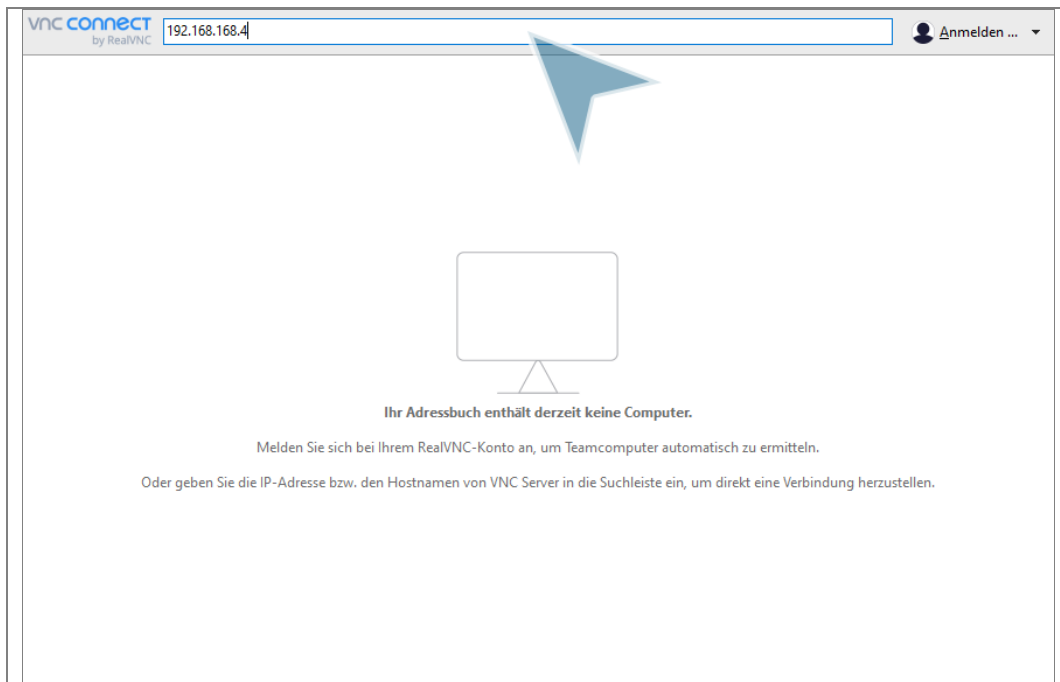 vnc connect
by RealVNC
192.168.168.4
Anmelden ...
Ihr Adressbuch enthält derzeit keine Computer.
Melden Sie sich bei Ihrem RealVNC-Konto an, um Teamcomputer automatisch zu ermitteln.
Oder geben Sie die IP-Adresse bzw. den Hostnamen von VNC Server in die Suchleiste ein, um direkt eine Verbindung herzustellen.